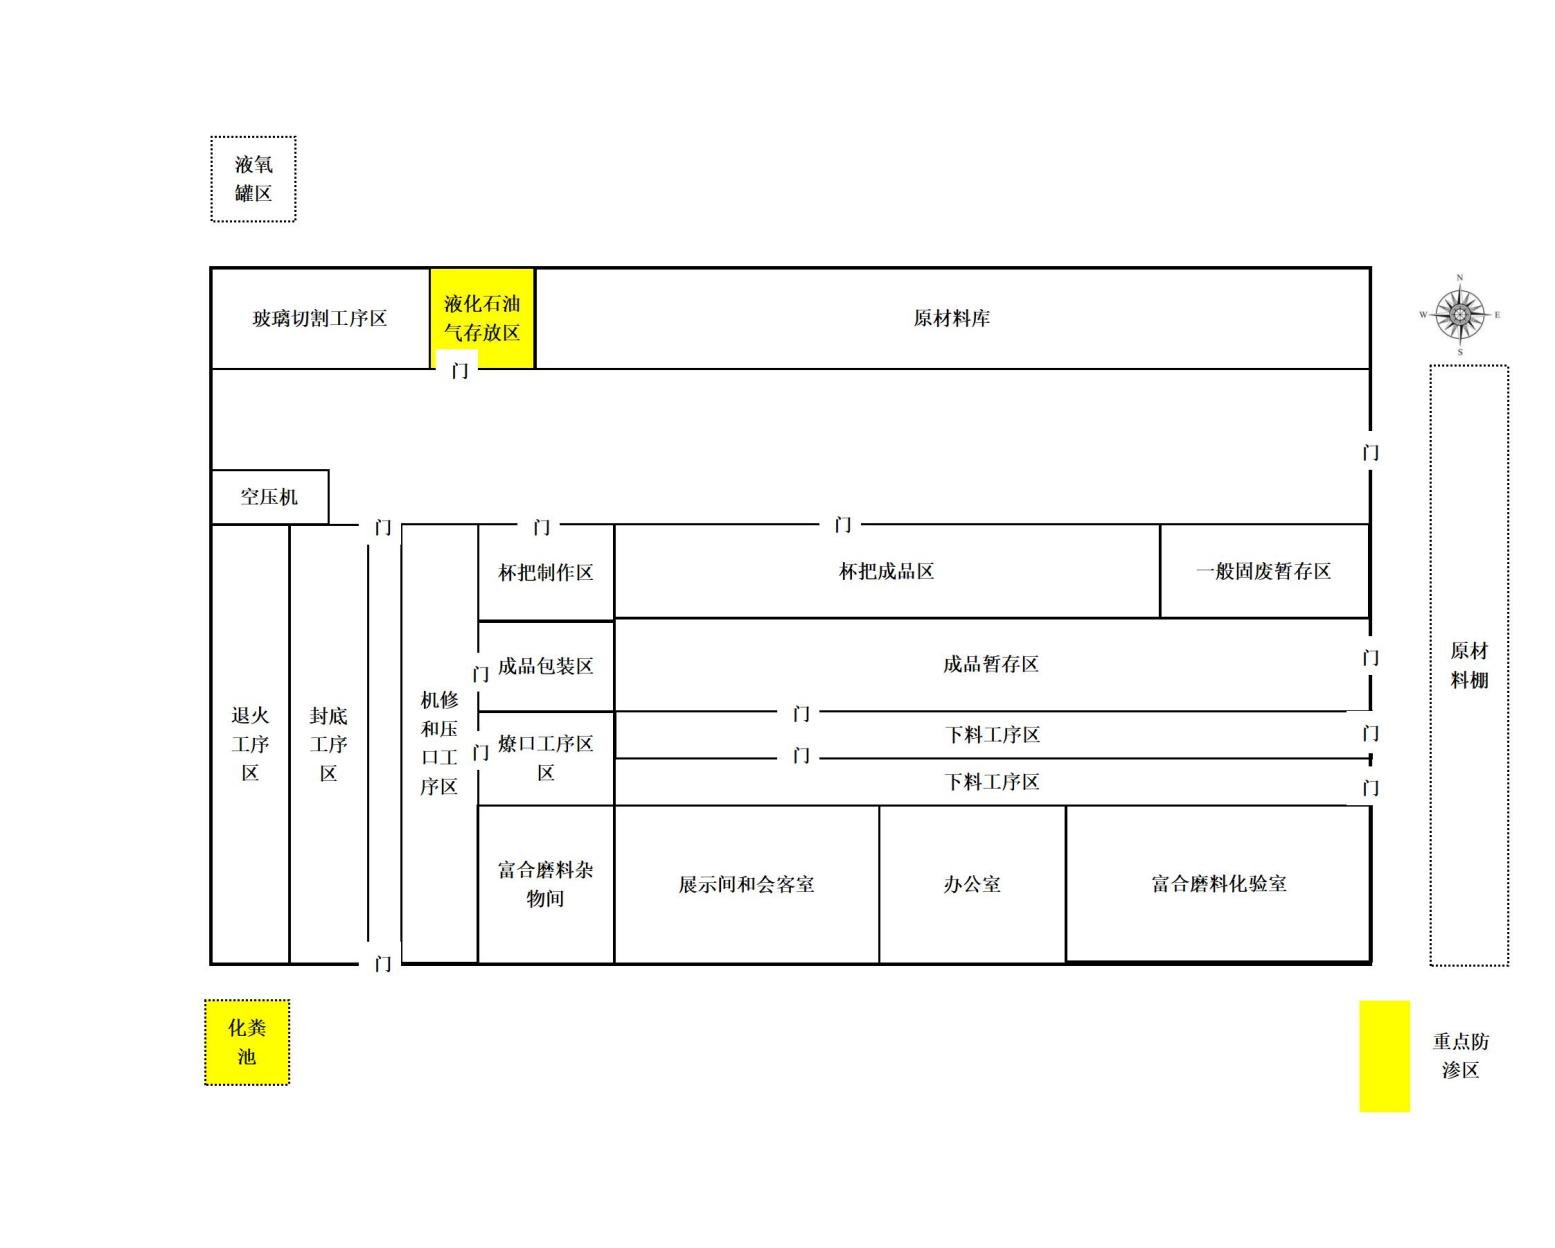 液氧
罐区
玻璃切割工序区
液化石油
气存放区
原材料库
N
W
E
S
门
门
空压机
门
门
门
杯把制作区
杯把成品区
一般固废暂存区
原材
料棚
门
成品包装区
成品暂存区
门
退火
工序
区
封底
工序
区
机修
和压
口工
序区
门
燎口工序区
区
门
下料工序区
门
门
下料工序区
门
富合磨料杂
物间
展示间和会客室
办公室
富合磨料化验室
门
化粪
池
重点防
渗区